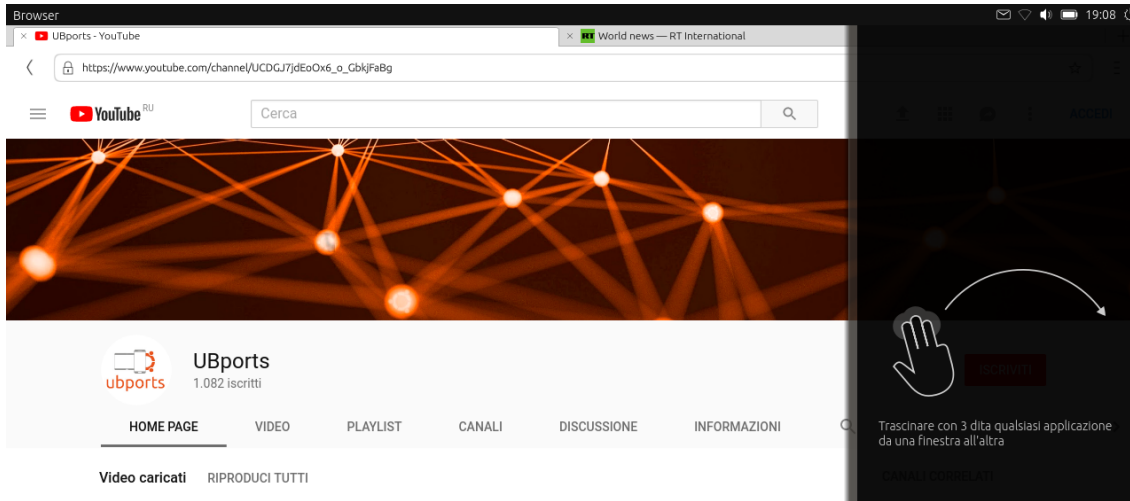 Browser
19:08
UBports - YouTube
RT World news — RT International
https://www.youtube.com/channel/UCDGJ7jdEoOx6_o_GbkjFaBg
YouTube RU
Cerca
ACCEDI
UBports
ubports
1.082 iscritti
ISCRIVITI
HOME PAGE VIDEO PLAYLIST CANALI DISCUSSIONE INFORMAZIONI
Trascinare con 3 dita qualsiasi applicazione
da una finestra all'altra
Video caricati RIPRODUCI TUTTI
CANALI CORRELATI